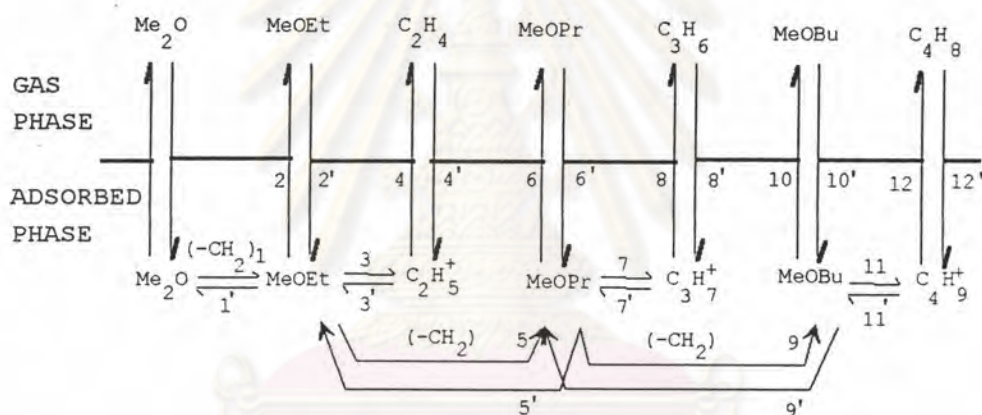 Me₂O MeOEt C₂H₄ MeOPr C₃H₆ MeOBu C₄H₈
GAS
PHASE
2 2' 4 4' 6 6' 8 8' 10 10' 12 12'
ADSORBED
PHASE
(-CH₂) 1 3 7 11
Me₂O MeOEt C₂H₅⁺ MeOPr C₃H₇⁺ MeOBu C₄H₉⁺
1' 3' 7' 11'
(-CH₂) 5 (-CH₂) 9
5' 9'